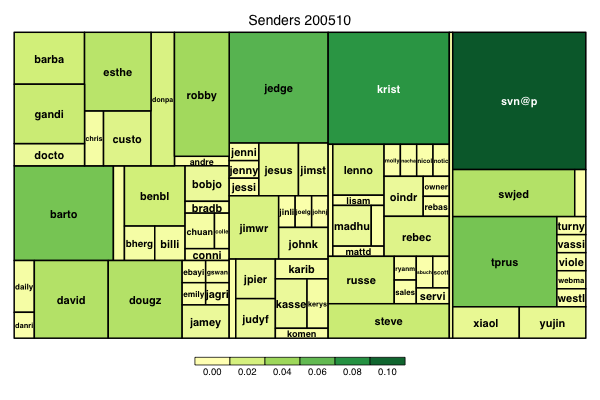 Senders 200510
barba
esthe
donpa
robby
jedge
krist
svn@p
gandi
chris
custo
docto
andre
jenni
jenny
jessi
jesus
jimst
lenno
molly
nicol
notic
oindr
owner
rebas
lisam
swjed
barto
benbl
bobjo
bradb
chuan
colle
conni
bherg
billi
jimwr
jinli
joelg
johnj
johnk
madhu
mattd
rebec
tprus
turny
vassi
viole
webma
westl
daily
danri
david
dougz
ebayi
gswan
emily
jagri
jamey
jpier
judyf
karib
kasse
kerys
komen
russe
ryanm
sales
sbuch
scott
servi
steve
xiaol
yujin
0.00
0.02
0.04
0.06
0.08
0.10